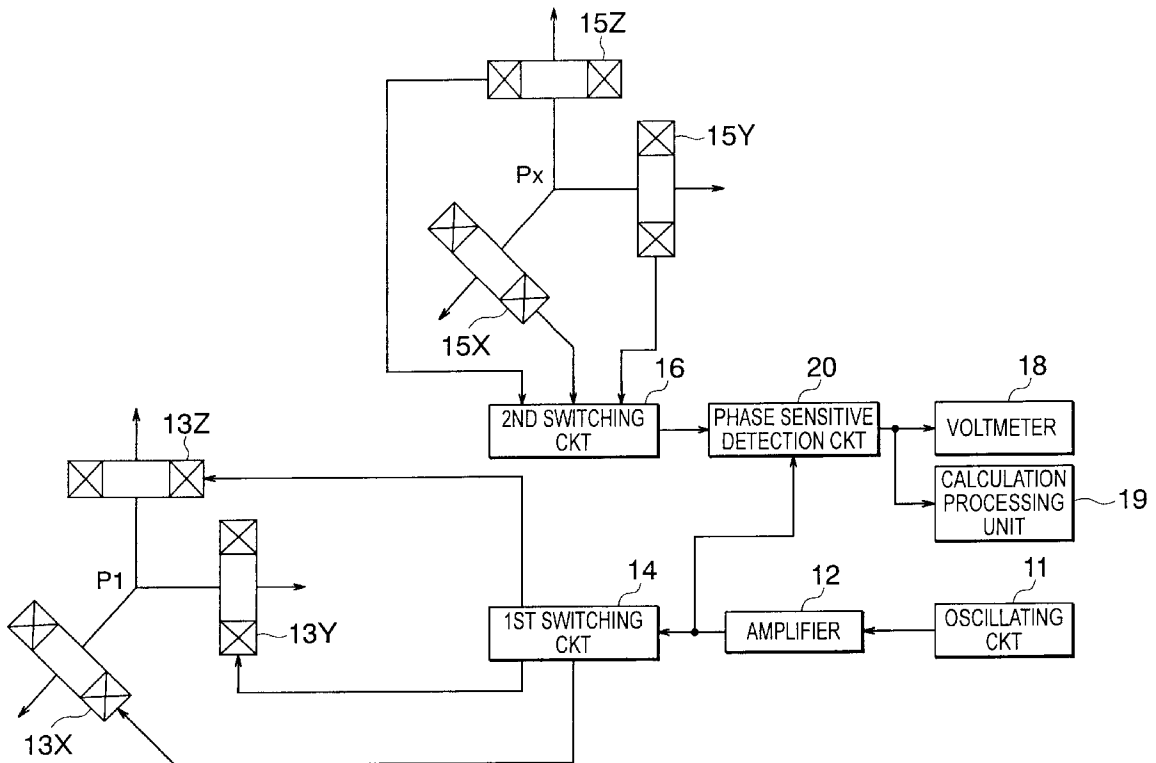 15Z
15Y
Px
15X
16
20
18
2ND SWITCHING
CKT
PHASE SENSITIVE
DETECTION CKT
VOLTMETER
CALCULATION
PROCESSING
UNIT
19
13Z
P1
13Y
13X
14
12
11
1ST SWITCHING
CKT
AMPLIFIER
OSCILLATING
CKT